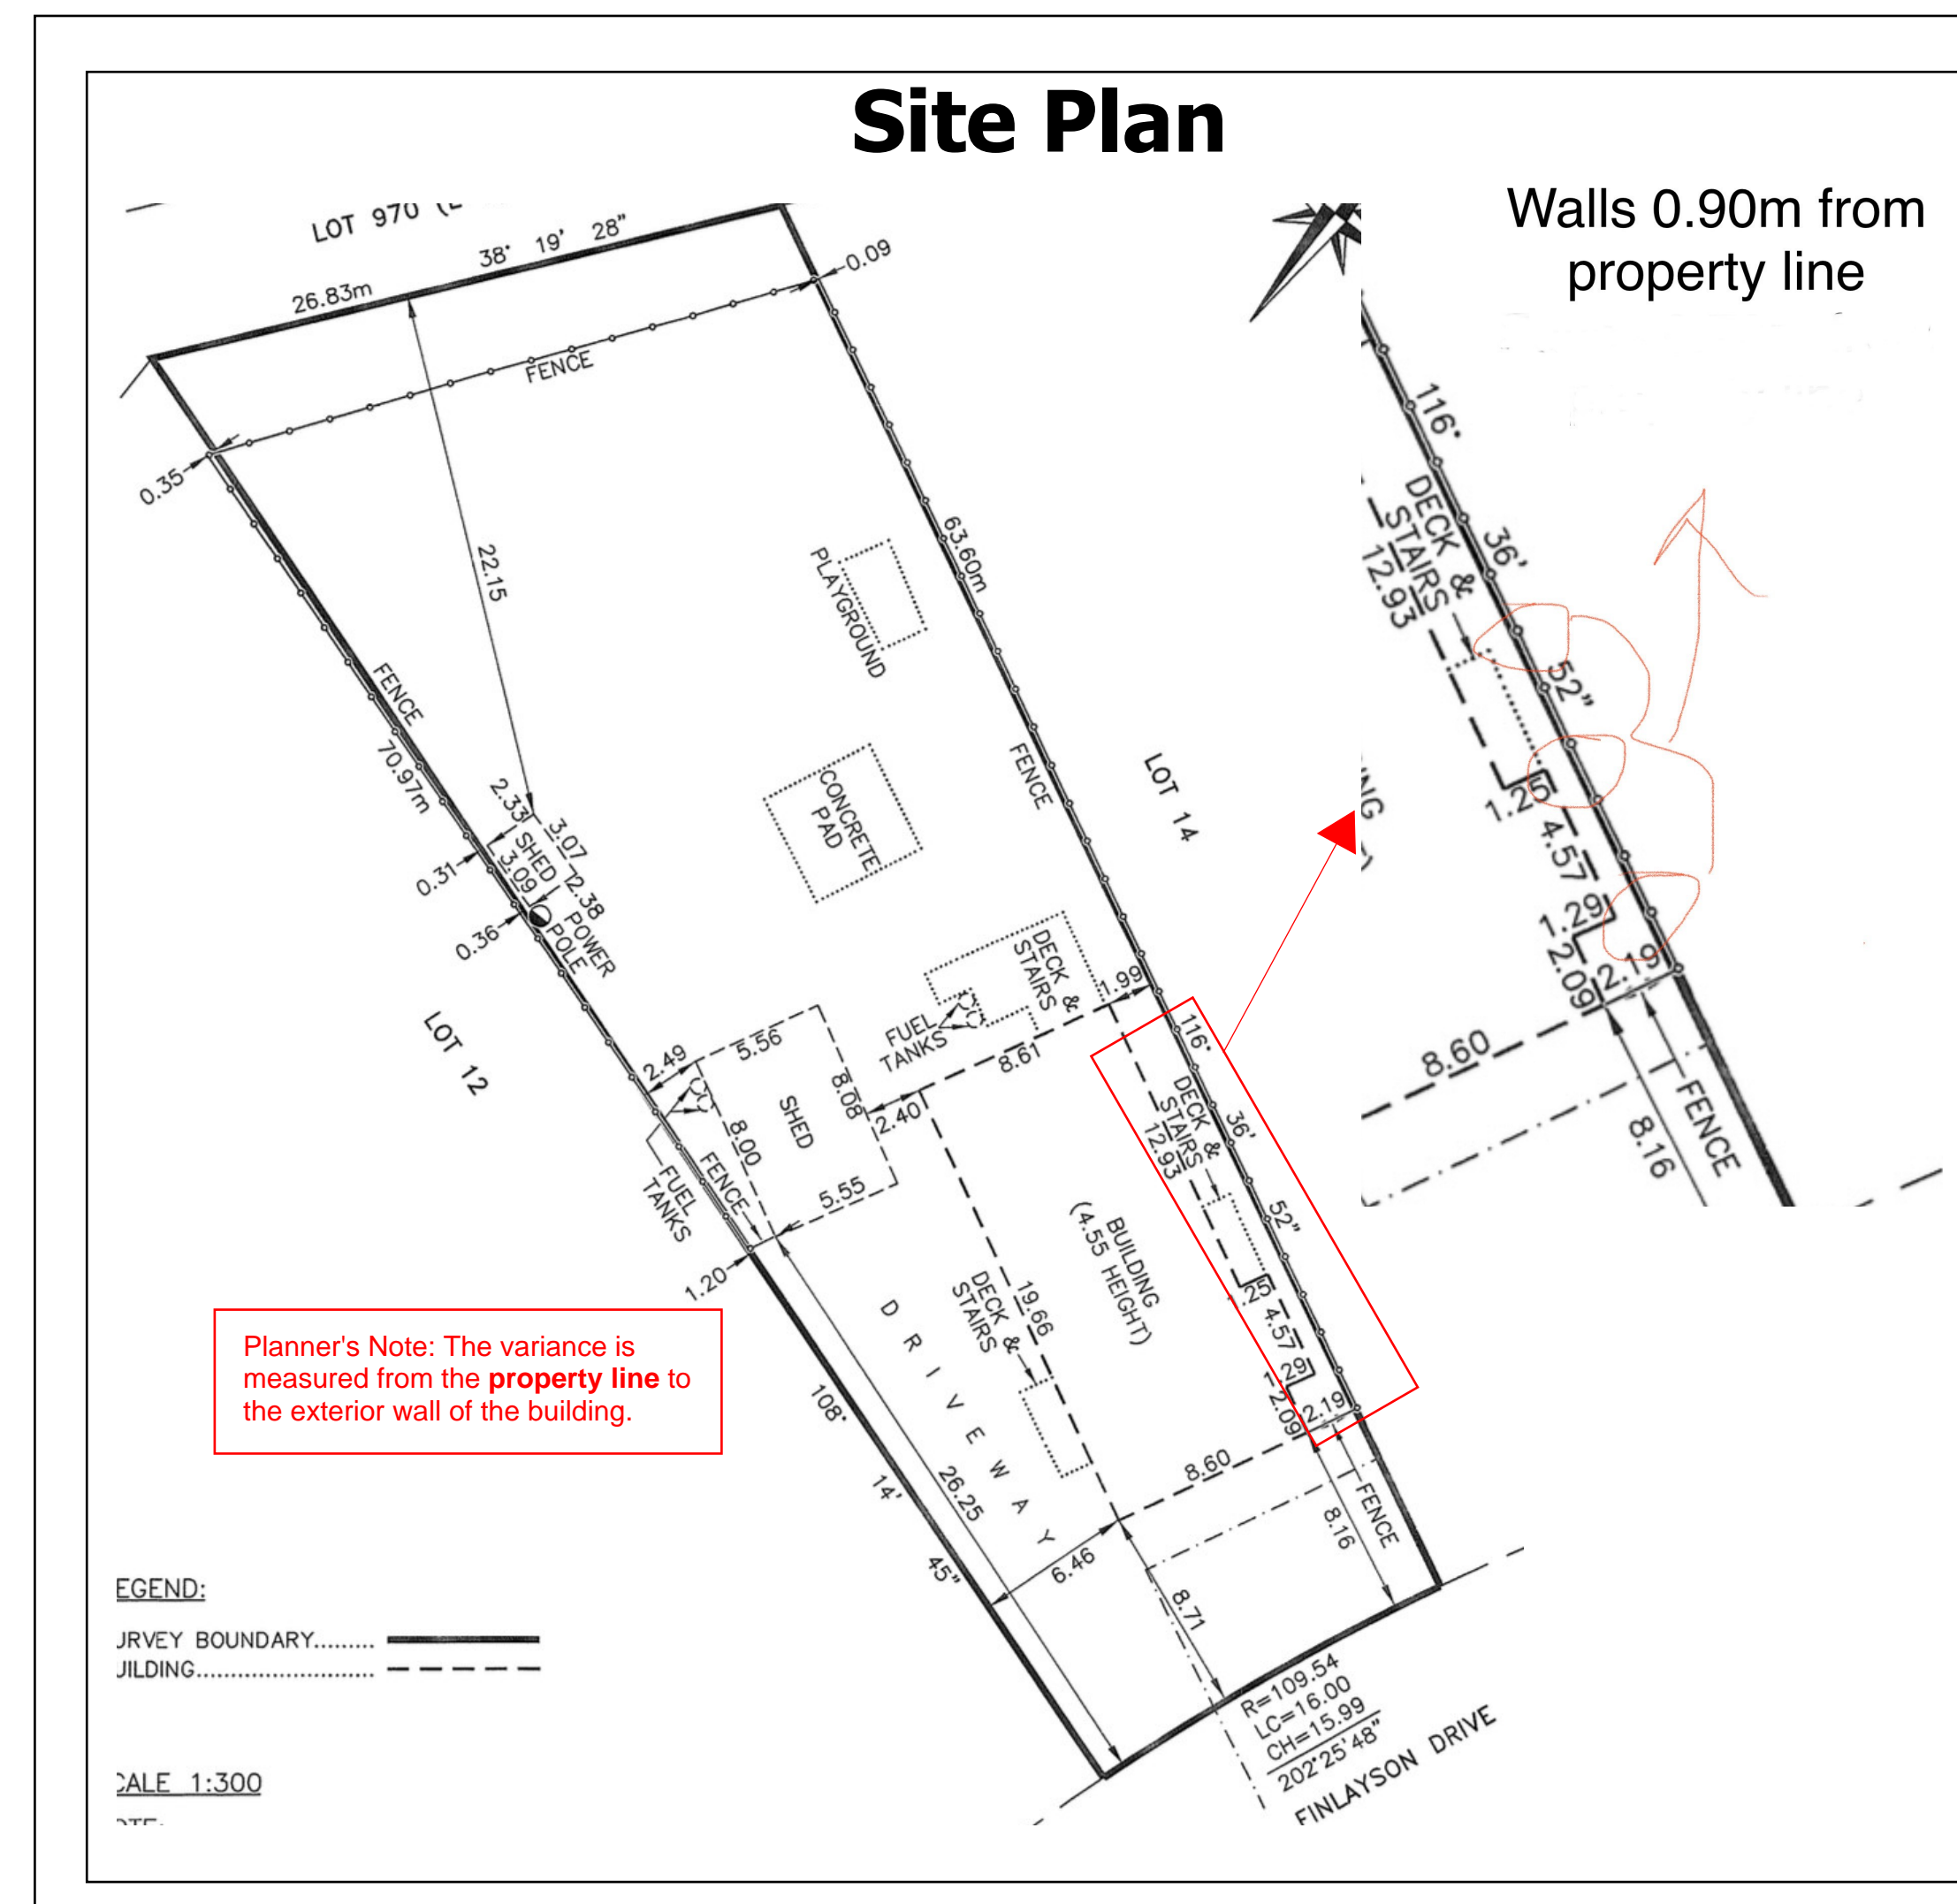 Site Plan
Walls 0.90m from
property line
LOT 970
38° 19' 28"
26.83m
0.09
FENCE
0.35
22.15
63.60m
PLAYGROUND
FENCE
70.97m
FENCE
LOT 14
CONCRETE
PAD
2.33
3.07
SHED
3.09
2.38
0.31
0.36
POWER
POLE
LOT 12
DECK &
STAIRS
1.99
FUEL
TANKS
8.61
2.49
5.56
8.08
2.40
SHED
8.00
5.55
FENCE
FUEL
TANKS
1.20
116°
36'
52"
DECK &
STAIRS
12.93
1.25
4.57
1.29
2.09
2.19
BUILDING
(4.55 HEIGHT)
19.66
DECK &
STAIRS
DRIVEWAY
8.60
FENCE
8.16
108°
14'
45"
26.25
6.46
8.71
R=109.54
LC=16.00
CH=15.99
202°25'48"
FINLAYSON DRIVE
116°
DECK &
STAIRS
12.93
36'
52"
NG
)
1.25
4.57
1.29
2.09
2.19
8.60
FENCE
8.16
Planner's Note: The variance is
measured from the property line to
the exterior wall of the building.
EGEND:
URVEY BOUNDARY.........
UILDING..........................
CALE 1:300